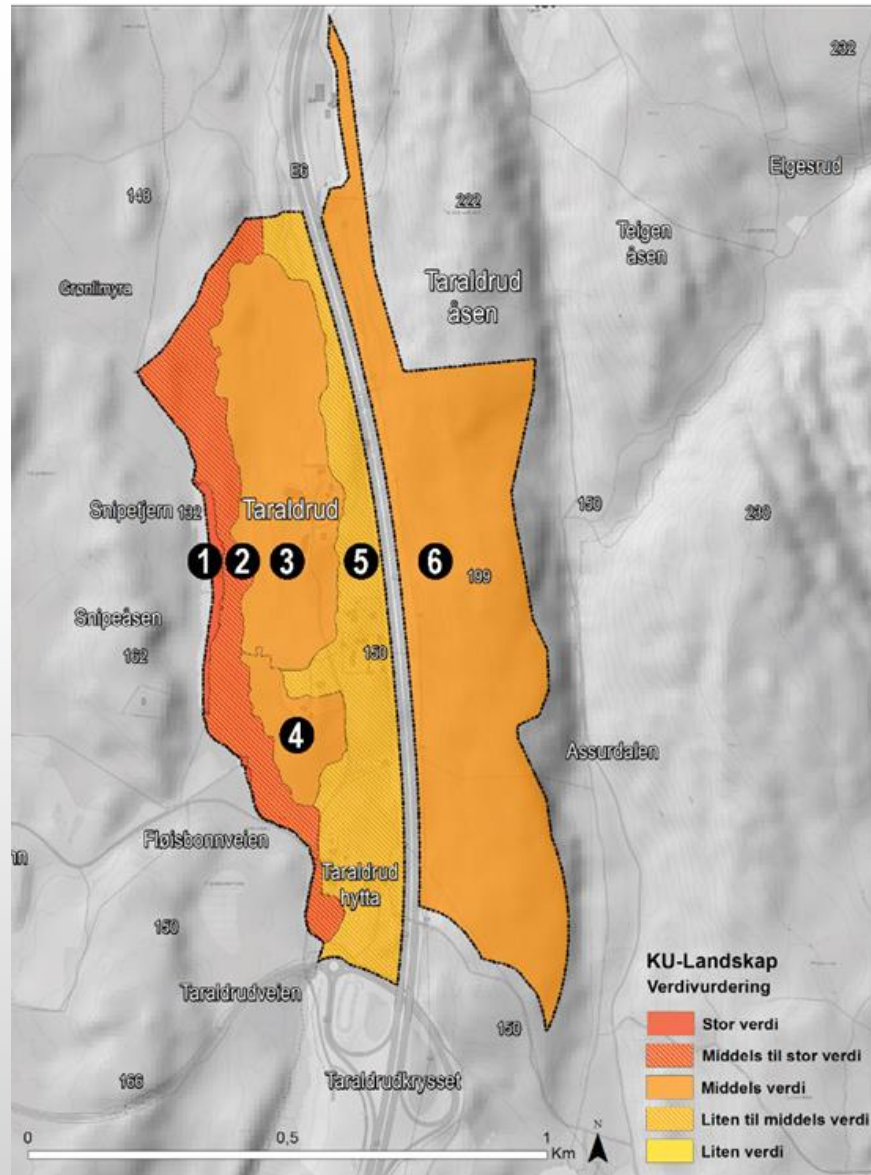 232
Elgesrud
E6
148
222
Teigen
åsen
Taraldrud
åsen
Grønlimyra
Snipetjern 132
Taraldrud
150
230
1
2
3
5
6
199
Snipeåsen
162
150
4
Assurdalen
Fløisbonnveien
Taraldrud
hytta
150
Taraldrudveien
150
166
Taraldrudkrysset
KU-Landskap
Verdivurdering
Stor verdi
Middels til stor verdi
Middels verdi
Liten til middels verdi
Liten verdi
N
0
0,5
1
Km